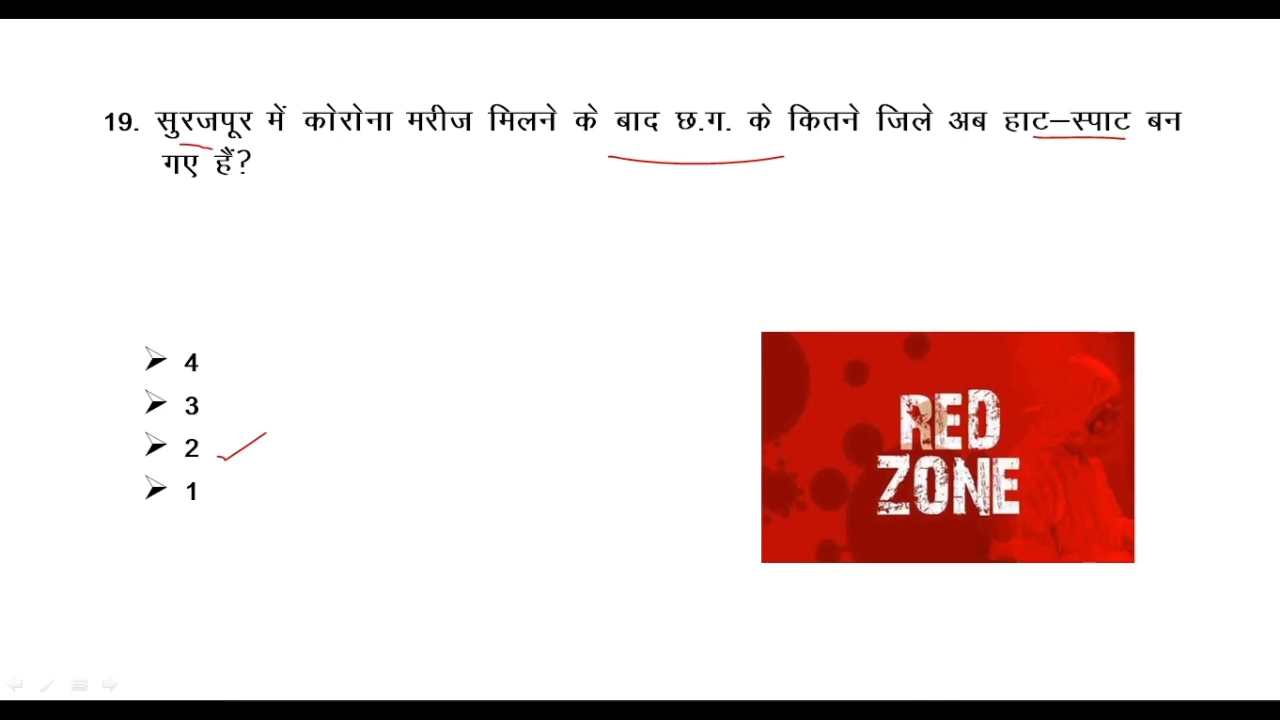 19. सुरजपूर में कोरोना मरीज मिलने के बाद छ.ग. के कितने जिले अब हाट–स्पाट बन
गए हैं?
4
3
2
1
RED
ZONE